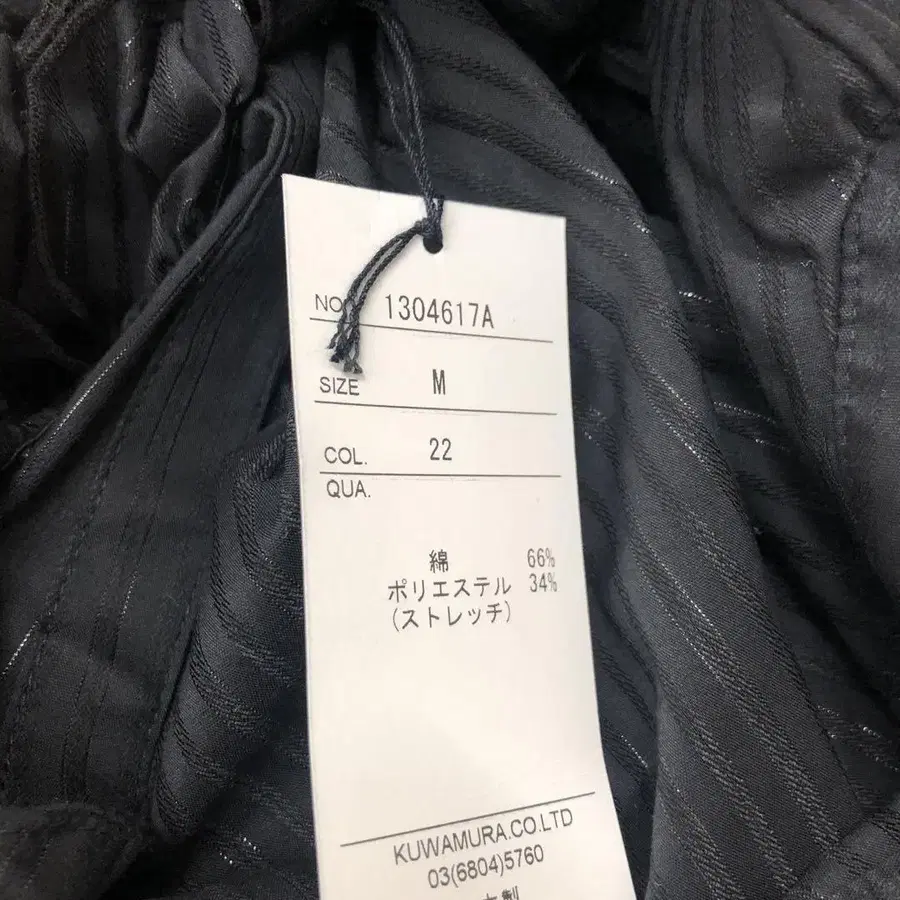 NO. 1304617A
SIZE M
COL. 22
QUA.
綿 66%
ポリエステル 34%
(ストレッチ)
KUWAMURA.CO.LTD
03(6804)5760